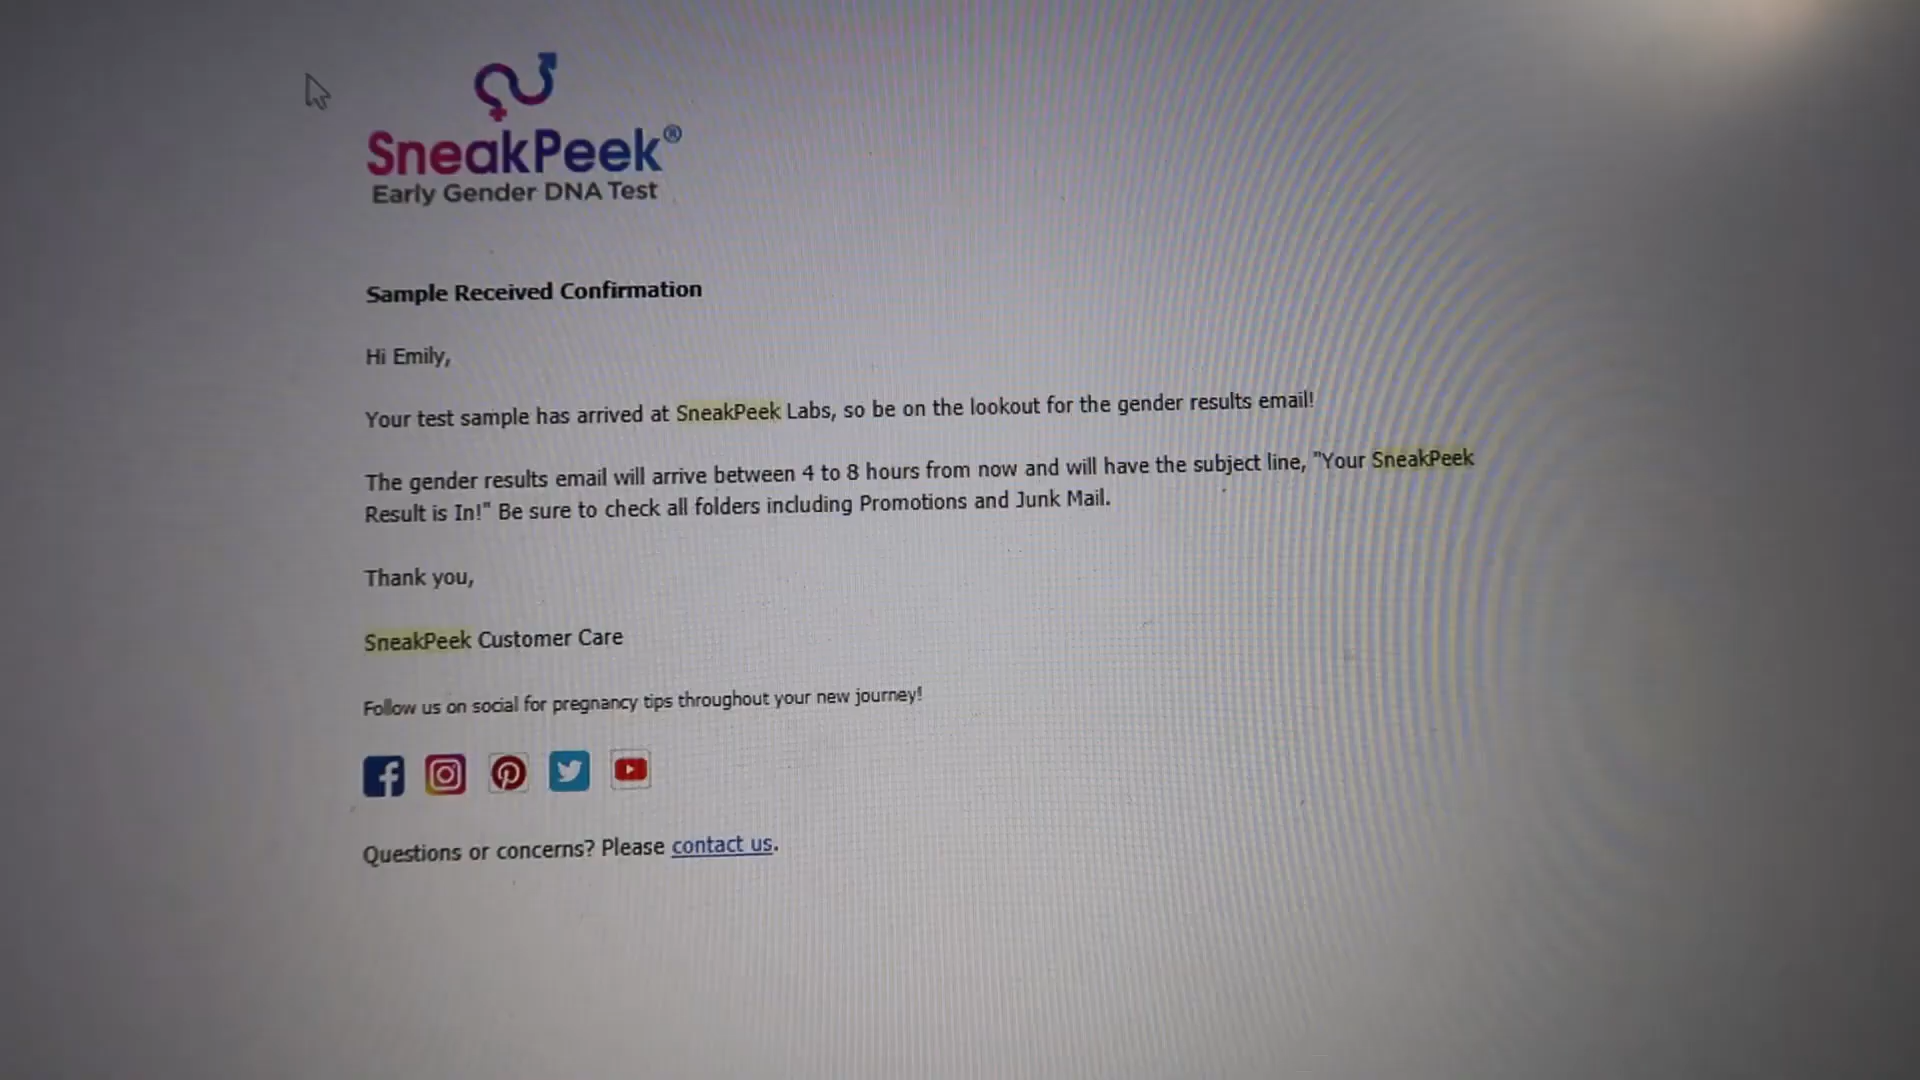 SneakPeek®
Early Gender DNA Test
Sample Received Confirmation
Hi Emily,
Your test sample has arrived at SneakPeek Labs, so be on the lookout for the gender results email!
The gender results email will arrive between 4 to 8 hours from now and will have the subject line, "Your SneakPeek
Result is In!" Be sure to check all folders including Promotions and Junk Mail.
Thank you,
SneakPeek Customer Care
Follow us on social for pregnancy tips throughout your new journey!
Questions or concerns? Please contact us.